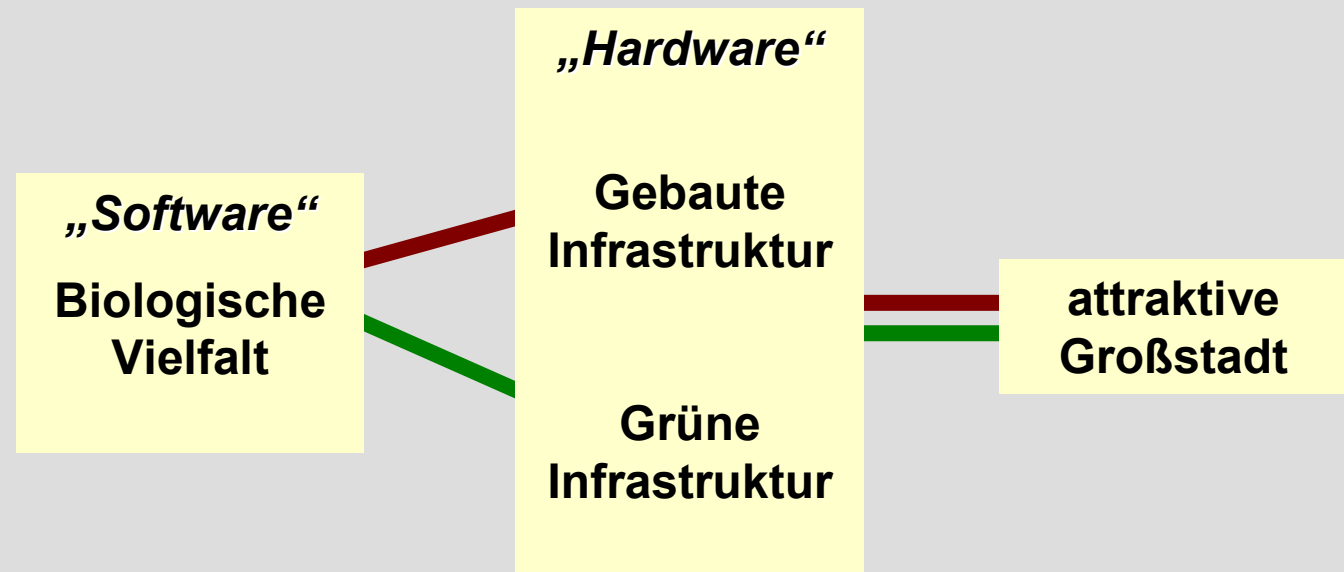 „Software“
Biologische
Vielfalt
„Hardware“
Gebaute
Infrastruktur
Grüne
Infrastruktur
attraktive
Großstadt